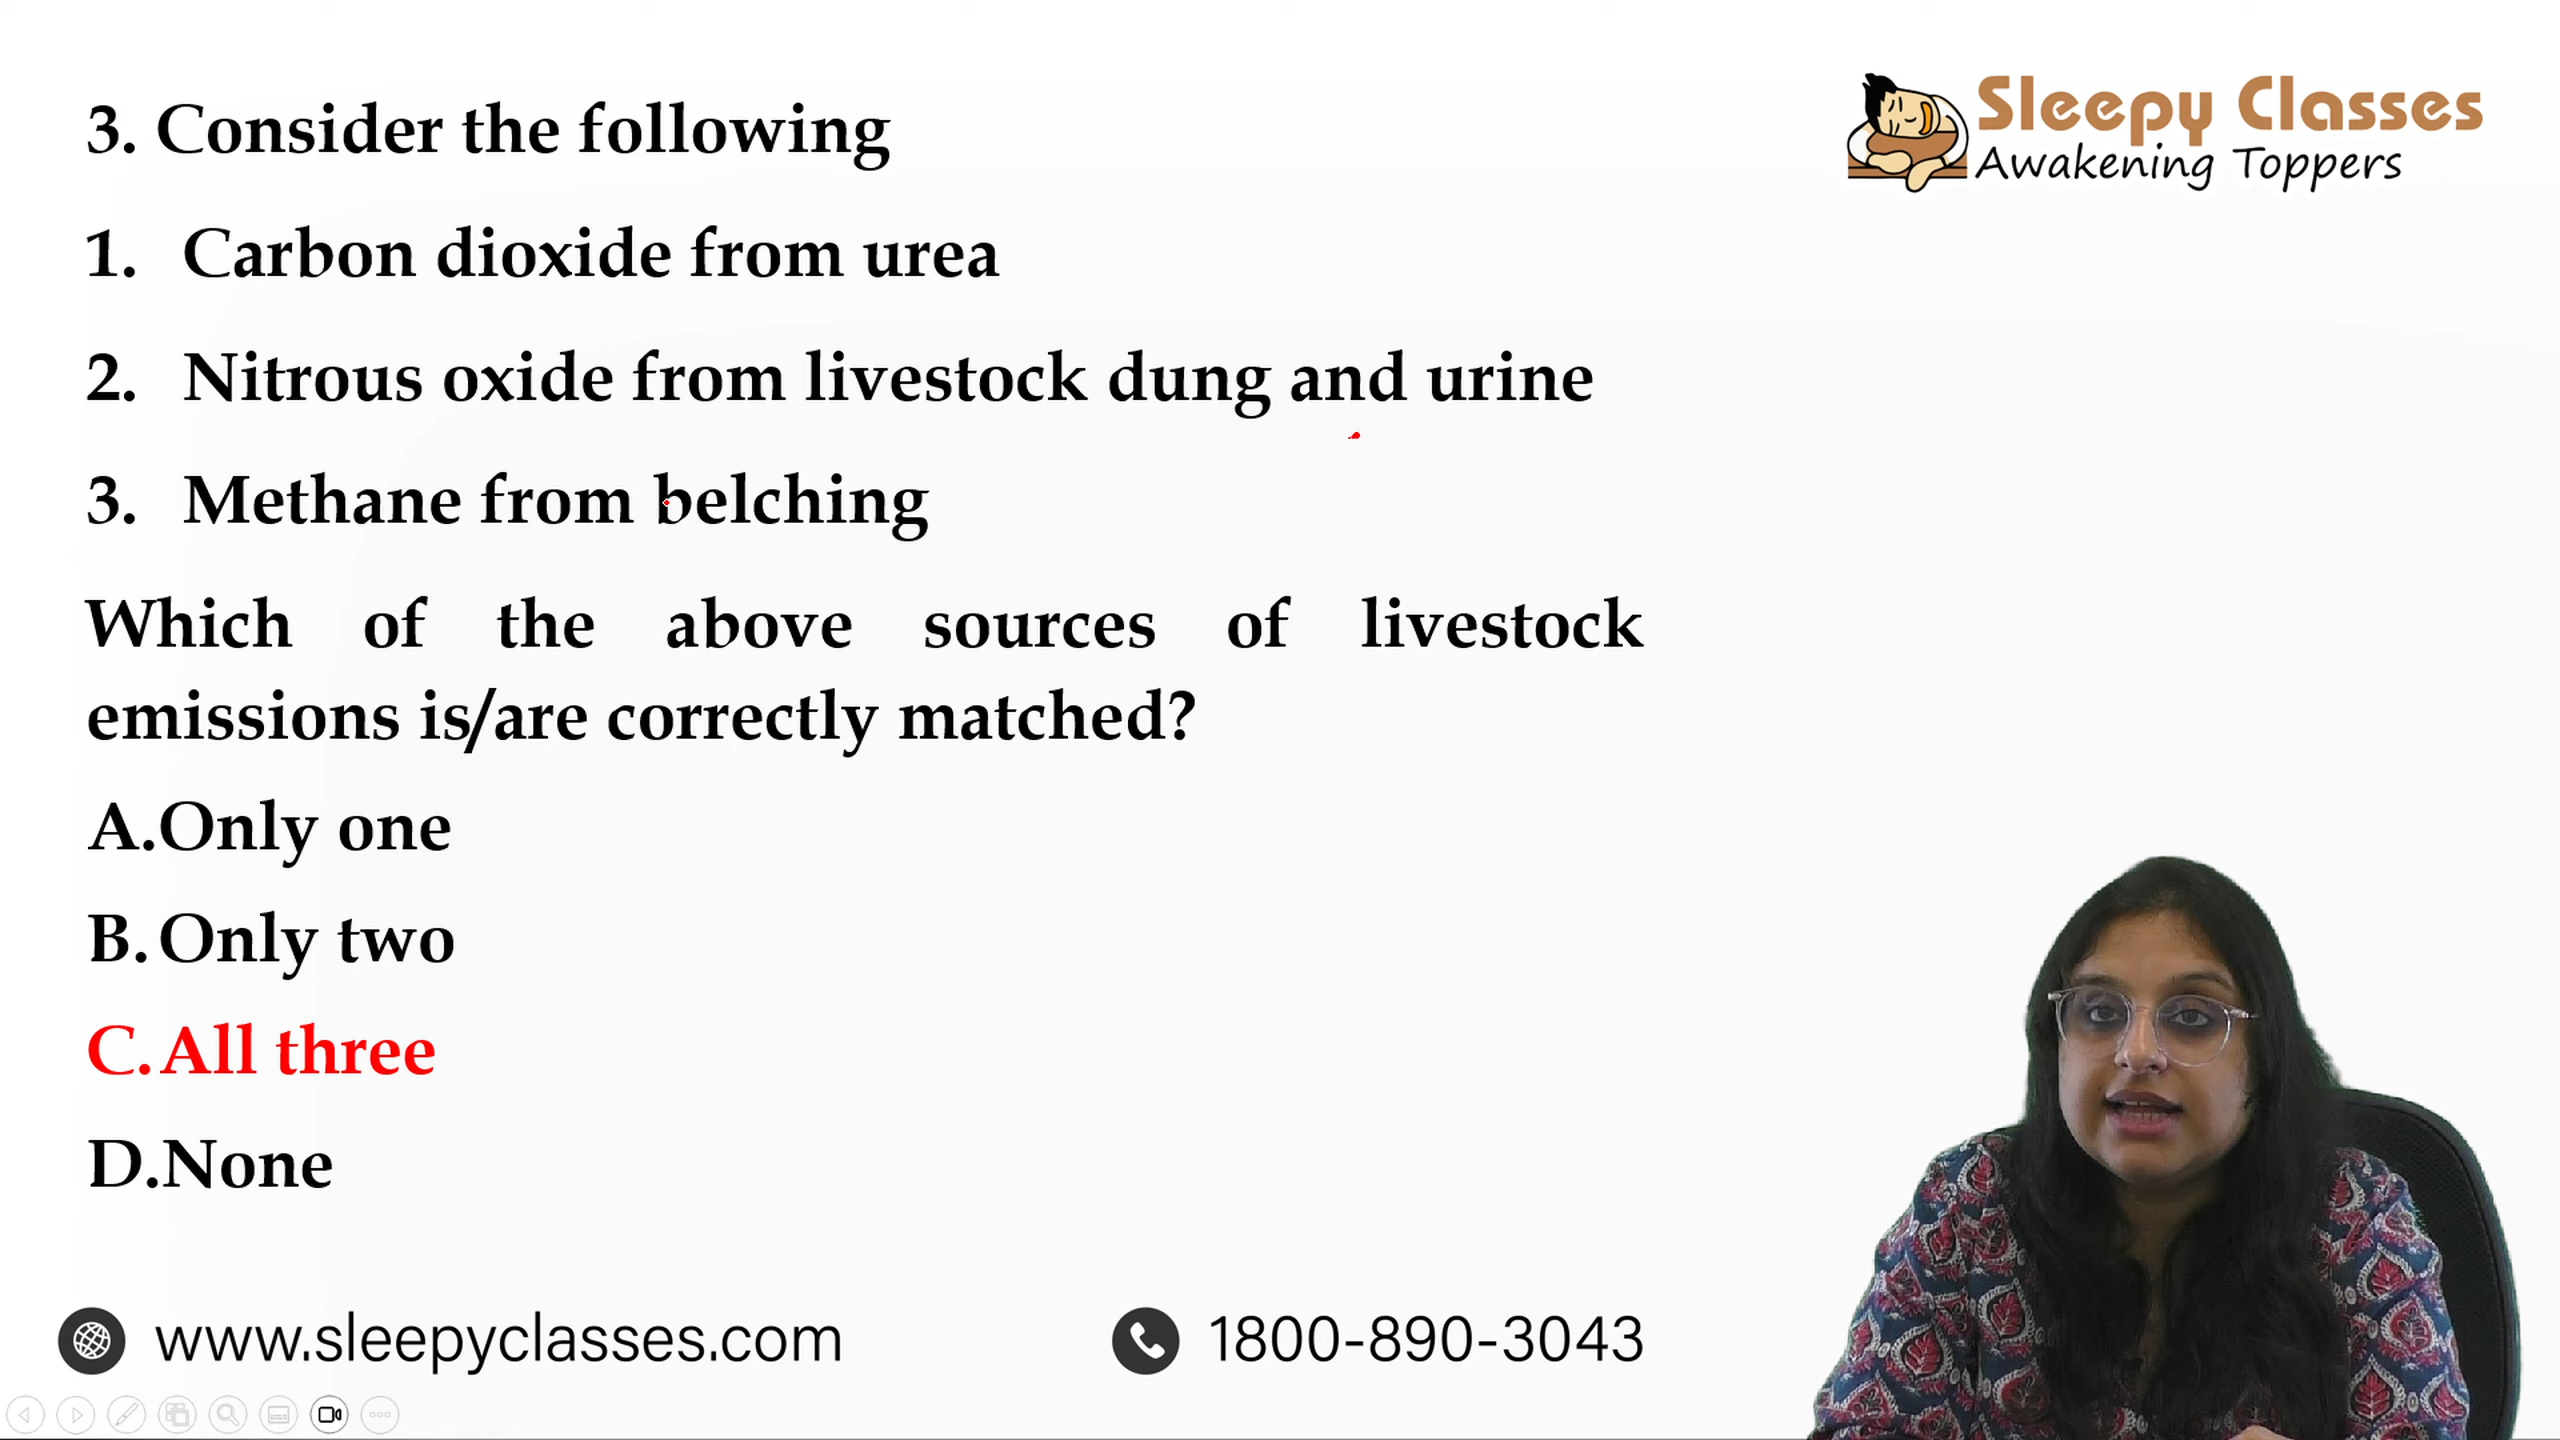 Sleepy Classes
Awakening Toppers
3. Consider the following
1. Carbon dioxide from urea
2. Nitrous oxide from livestock dung and urine
3. Methane from belching
Which of the above sources of livestock
emissions is/are correctly matched?
A.Only one
B.Only two
C.All three
D.None
www.sleepyclasses.com
1800-890-3043